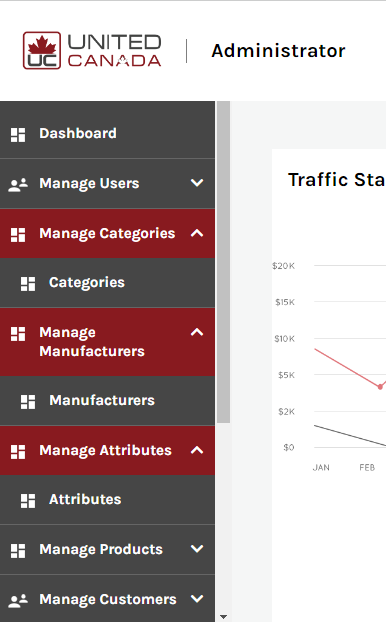 UNITED
UC CANADA
Administrator
Dashboard
Manage Users
Manage Categories
Categories
Manage
Manufacturers
Manufacturers
Manage Attributes
Attributes
Manage Products
Manage Customers
Traffic Sta
$20K
$15K
$10K
$5K
$2K
$0
JAN FEB